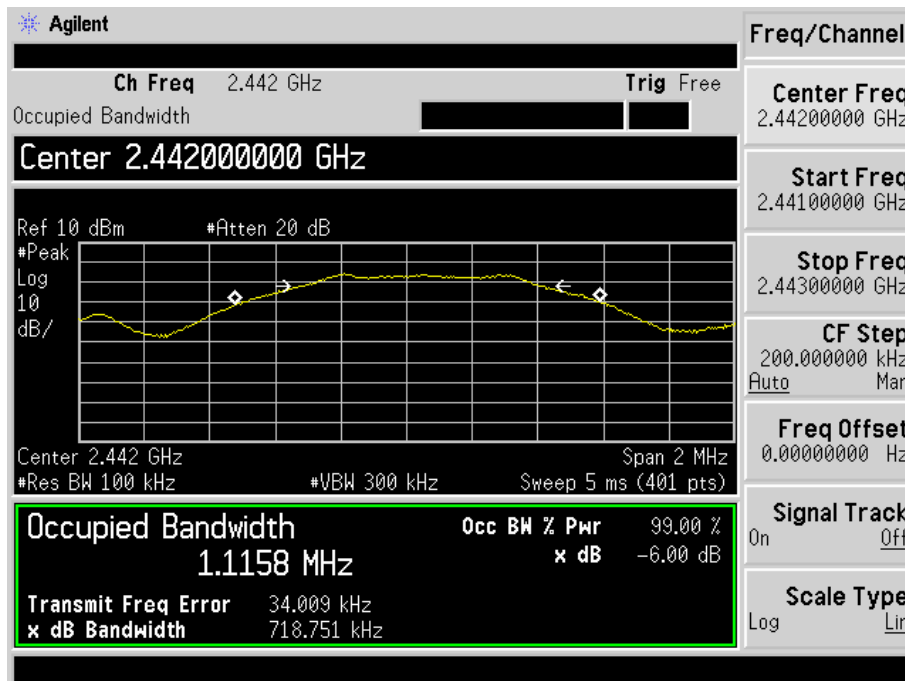 Agilent
Freq/Channel
Ch Freq 2.442 GHz Trig Free
Occupied Bandwidth
Center 2.442000000 GHz
Ref 10 dBm #Atten 20 dB
#Peak
Log
10
dB/
Center 2.442 GHz Span 2 MHz
#Res BW 100 kHz #VBW 300 kHz Sweep 5 ms (401 pts)
Occupied Bandwidth
1.1158 MHz
Occ BW % Pwr 99.00 %
x dB -6.00 dB
Transmit Freq Error 34.009 kHz
x dB Bandwidth 718.751 kHz
Center Freq
2.44200000 GHz
Start Freq
2.44100000 GHz
Stop Freq
2.44300000 GHz
CF Step
200.000000 kHz
Auto Man
Freq Offset
0.00000000 Hz
Signal Track
On Off
Scale Type
Log Lin